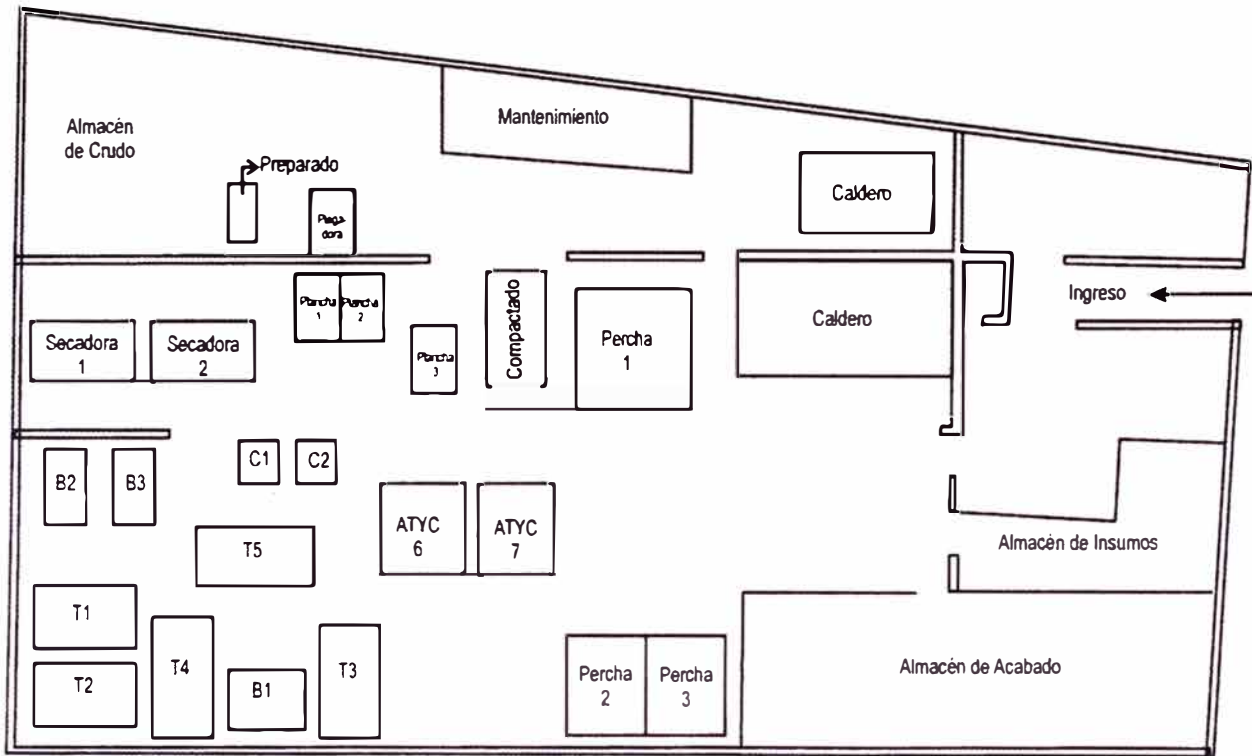 Almacén
de Crudo
Mantenimiento
Preparado
Plega
dora
Caldero
Ingreso
Plancha
1
Plancha
2
Plancha
3
Compactado
Percha
1
Caldero
Secadora
1
Secadora
2
B2
B3
C1
C2
ATYC
6
ATYC
7
T5
Almacén de Insumos
T1
T2
T4
B1
T3
Percha
2
Percha
3
Almacén de Acabado